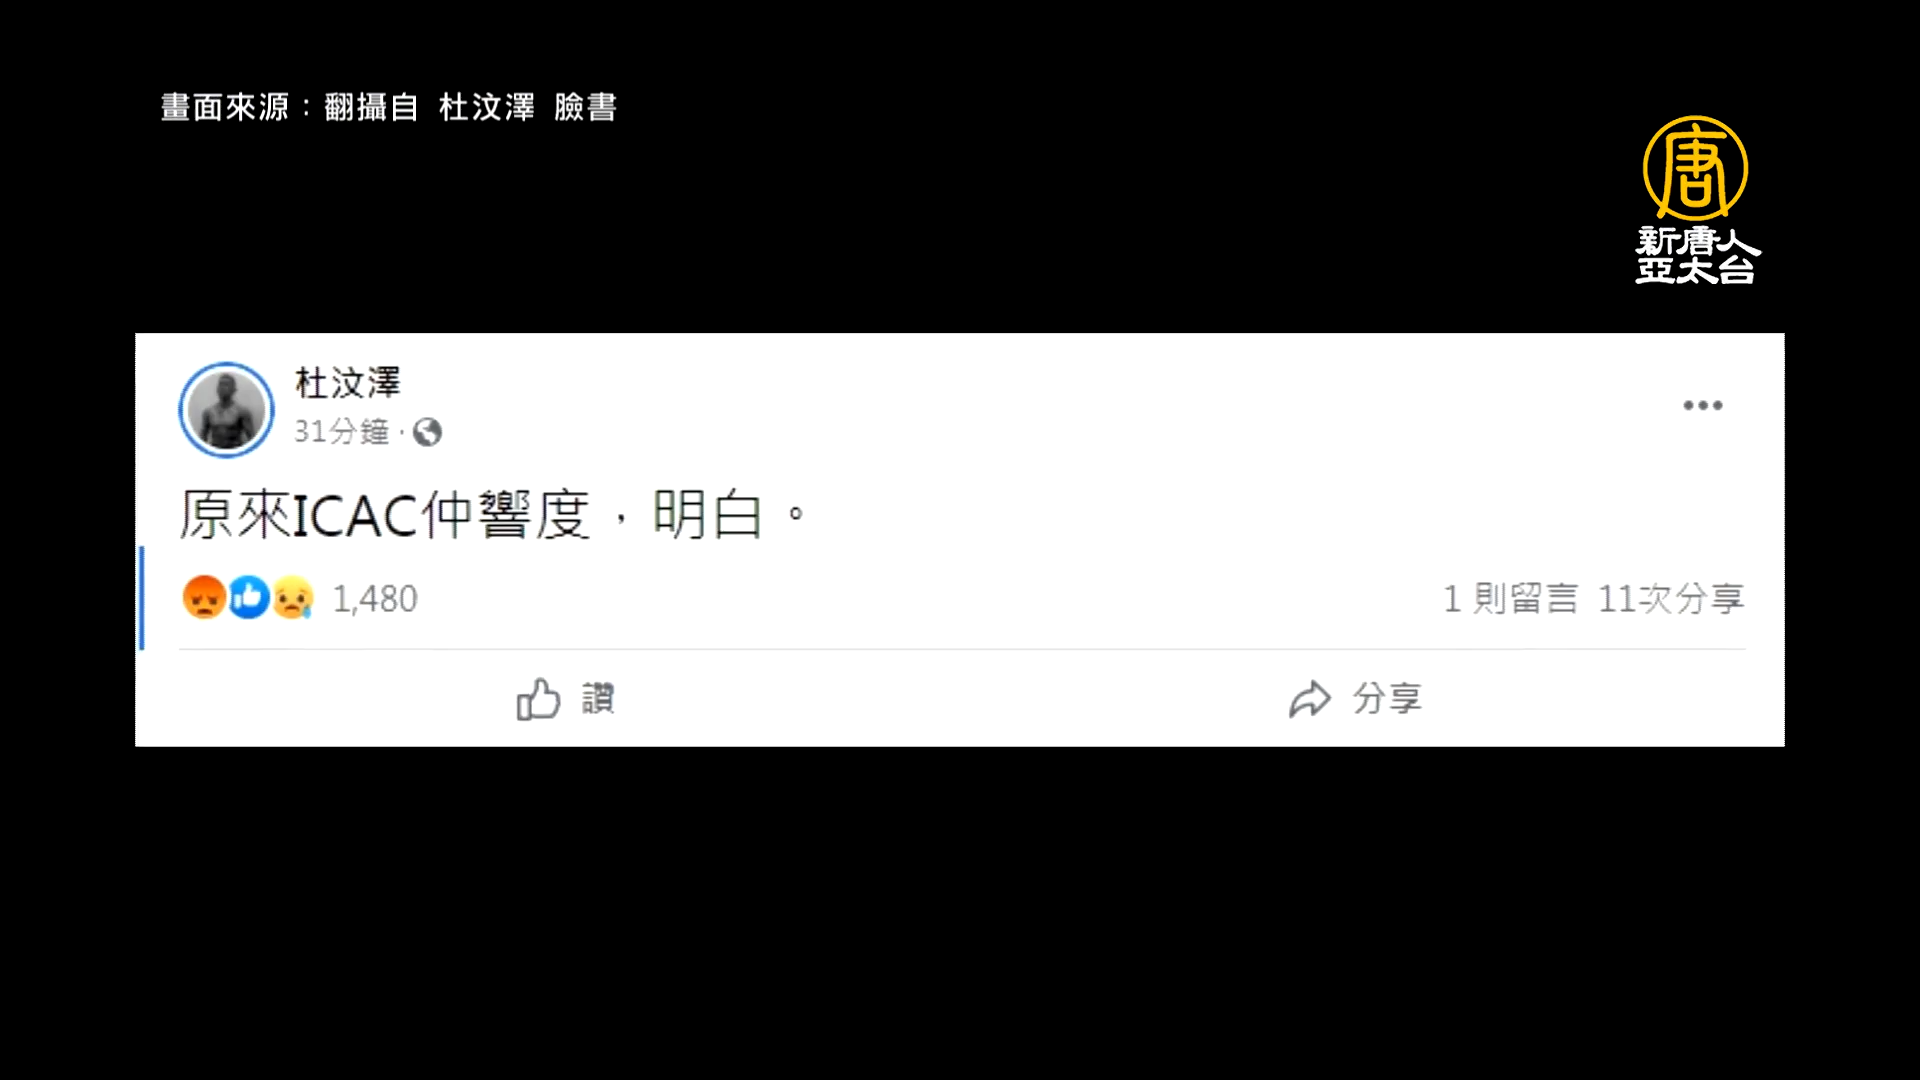 畫面來源：翻攝自 杜汶澤 臉書
唐
新唐人
亞太台
杜汶澤
31分鐘 ·
原來ICAC仲響度，明白。
1,480
1 則留言 11次分享
讚
分享